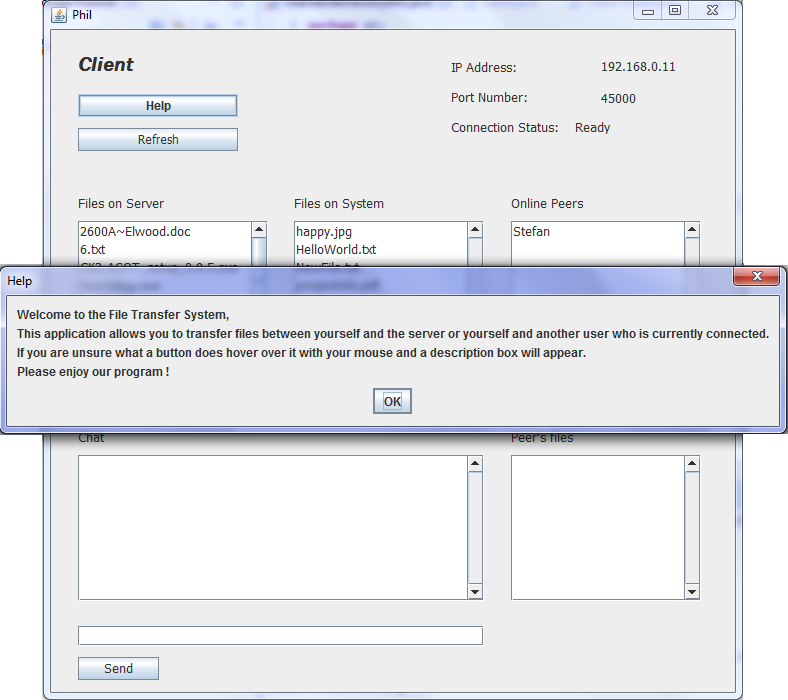 Phil
Client
IP Address: 192.168.0.11
Help
Port Number: 45000
Connection Status: Ready
Refresh
Files on Server Files on System Online Peers
2600A~Elwood.doc happy.jpg Stefan
6.txt HelloWorld.txt
Help
Welcome to the File Transfer System,
This application allows you to transfer files between yourself and the server or yourself and another user who is currently connected.
If you are unsure what a button does hover over it with your mouse and a description box will appear.
Please enjoy our program !
OK
Chat Peer's files
Send